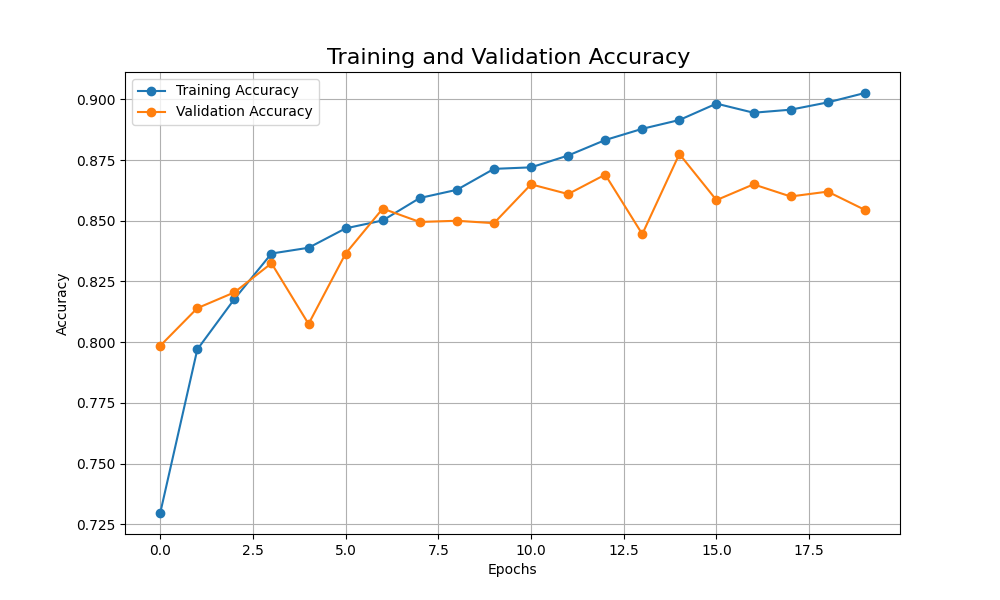 Training and Validation Accuracy
Training Accuracy
Validation Accuracy
0.900
0.875
0.850
0.825
0.800
0.775
0.750
0.725
Accuracy
0.0 2.5 5.0 7.5 10.0 12.5 15.0 17.5
Epochs